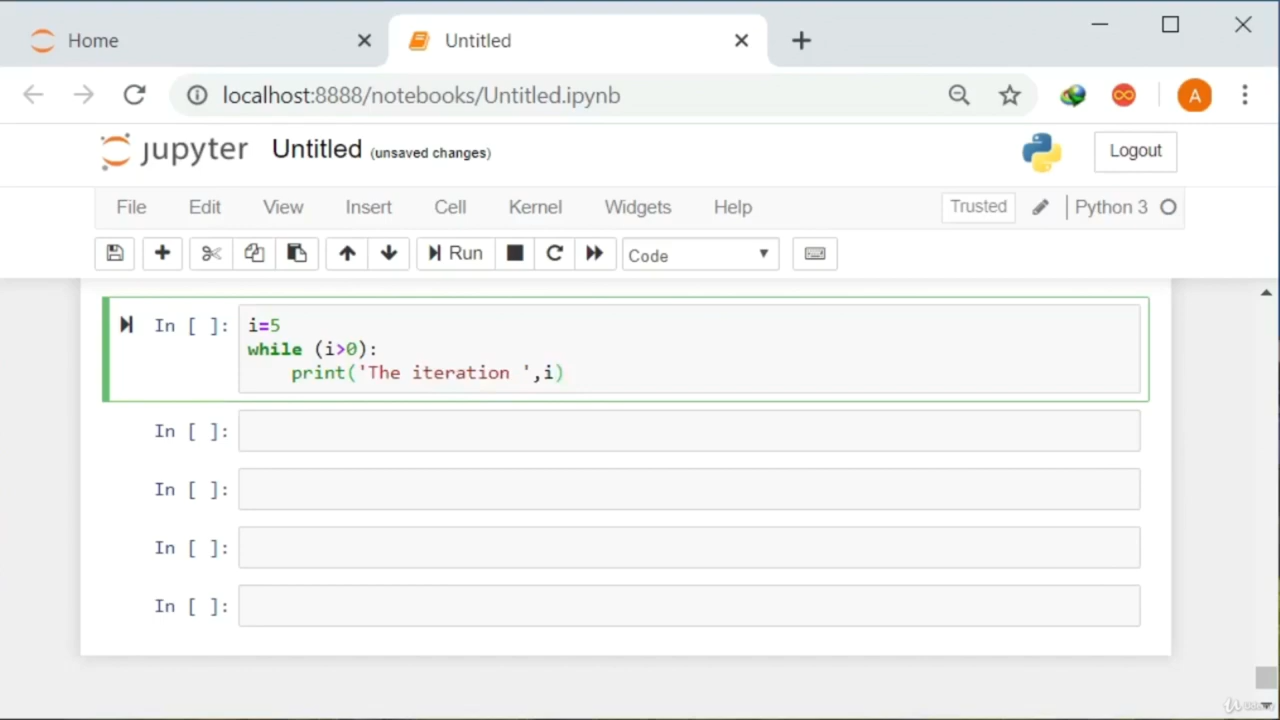 Home
Untitled
localhost:8888/notebooks/Untitled.ipynb
A
jupyter Untitled (unsaved changes)
Logout
File Edit View Insert Cell Kernel Widgets Help
Trusted
Python 3
Run
Code
In [ ]:
i=5
while (i>0):
    print('The iteration ',i)
In [ ]:
In [ ]:
In [ ]:
In [ ]: